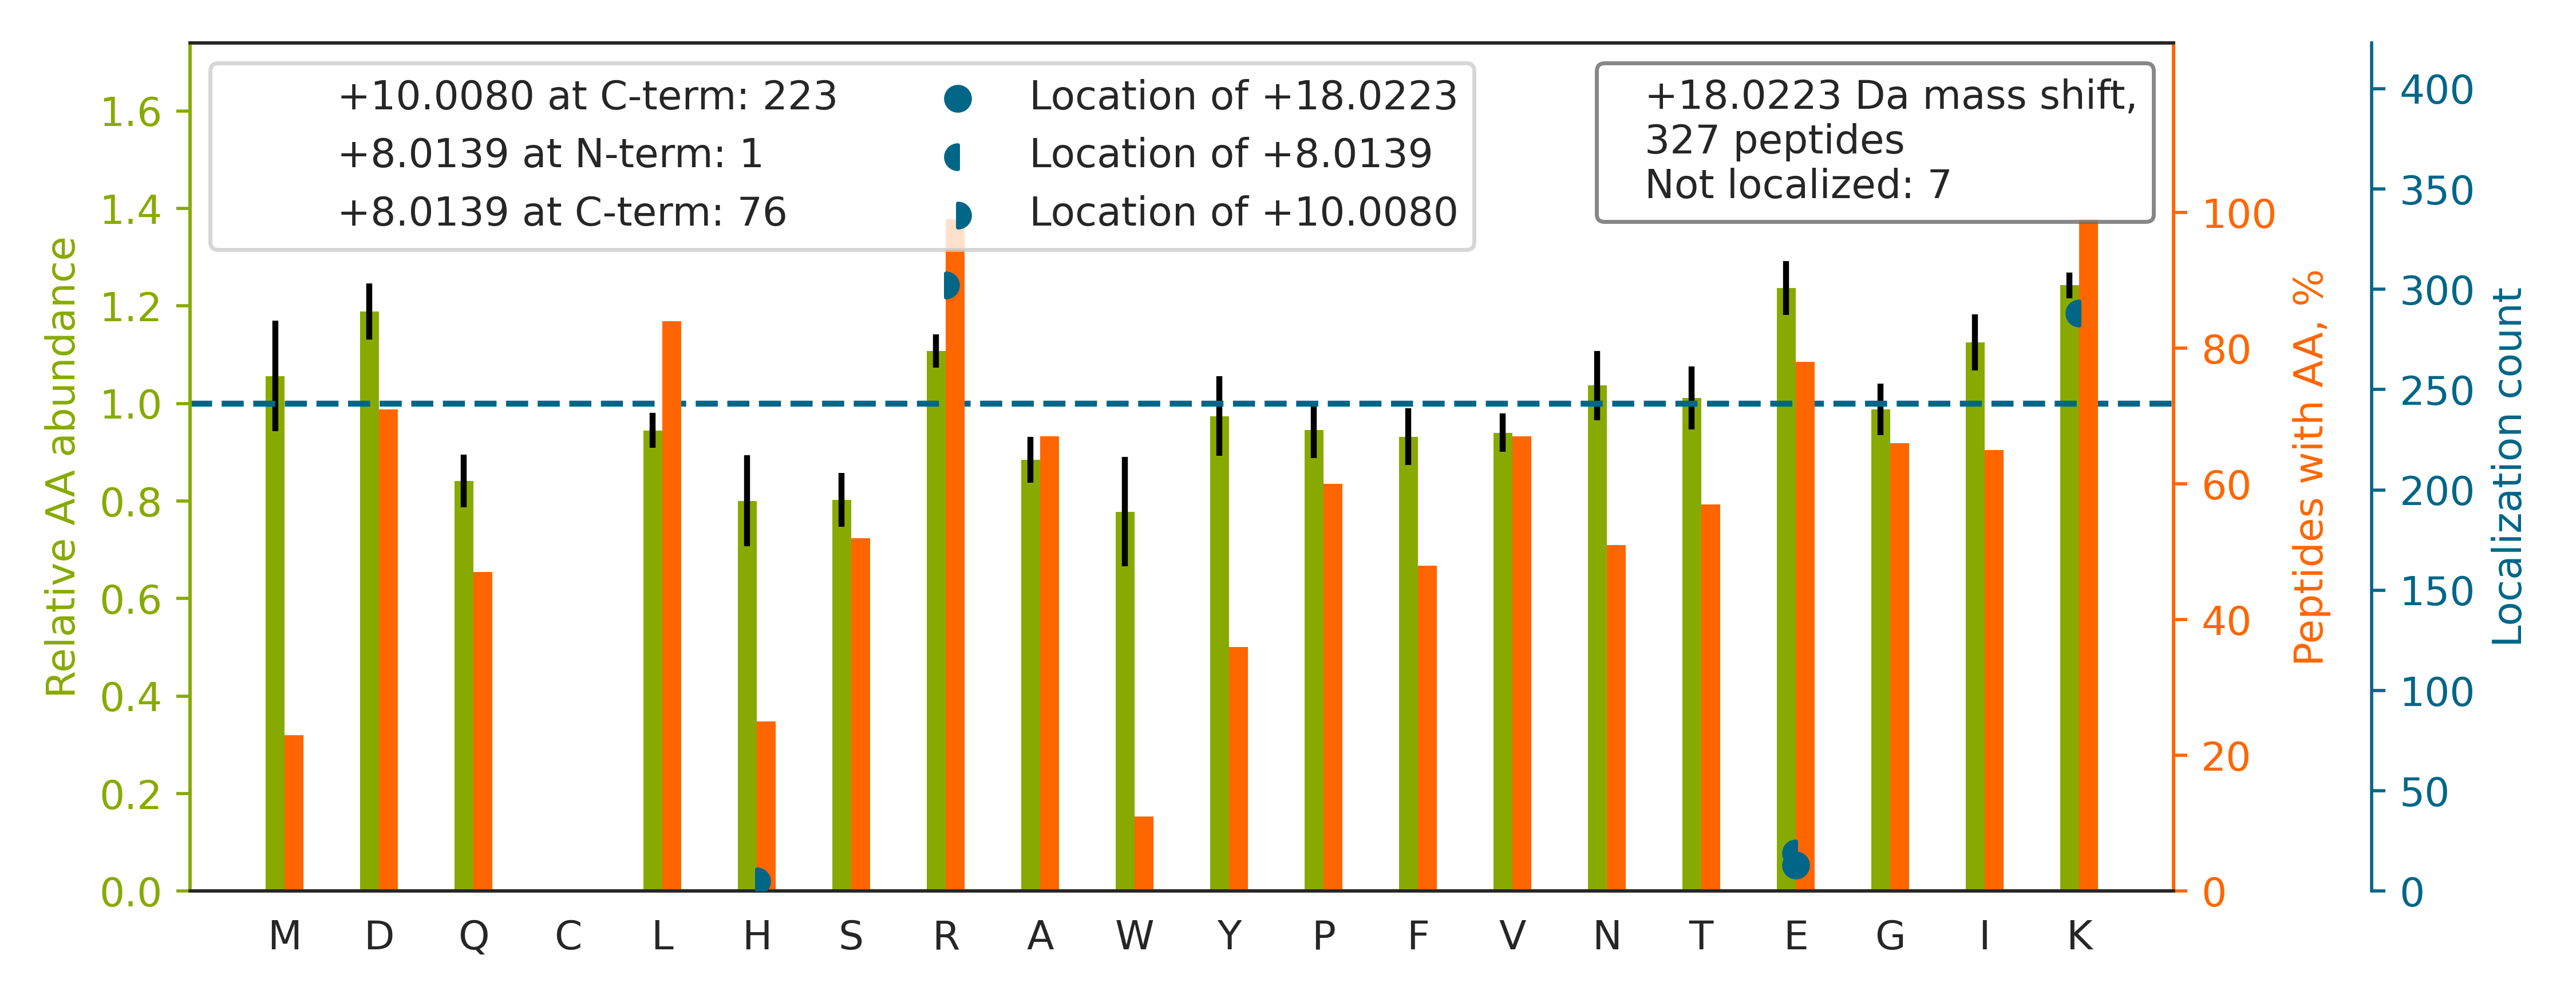 +10.0080 at C-term: 223
+8.0139 at N-term: 1
+8.0139 at C-term: 76
Location of +18.0223
Location of +8.0139
Location of +10.0080
+18.0223 Da mass shift,
327 peptides
Not localized: 7
Relative AA abundance
1.6
1.4
1.2
1.0
0.8
0.6
0.4
0.2
0.0
100
80
60
40
20
0
Peptides with AA, %
400
350
300
250
200
150
100
50
0
Localization count
M D Q C L H S R A W Y P F V N T E G I K